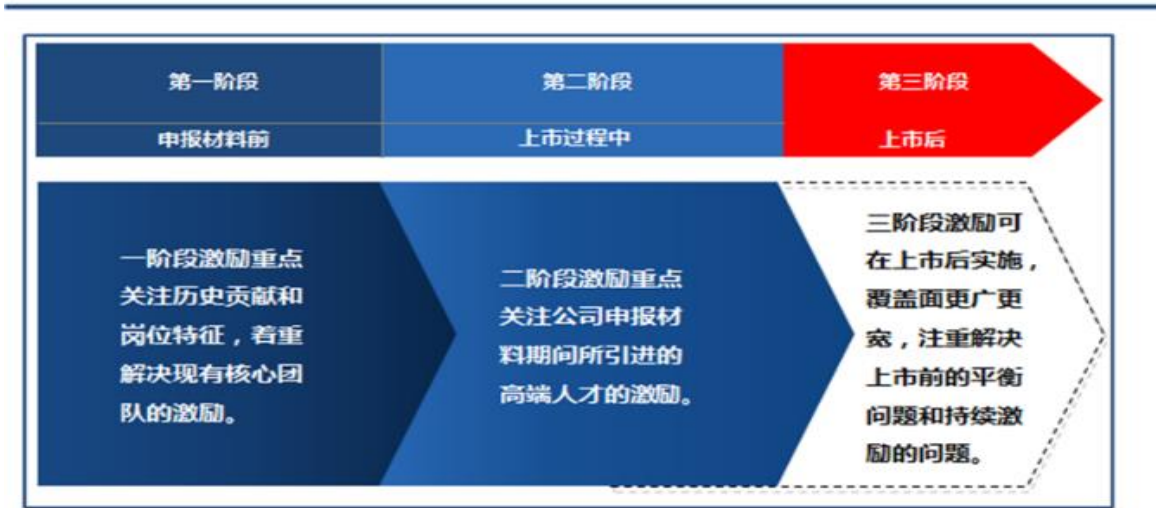 第一阶段
第二阶段
第三阶段
申报材料前
上市过程中
上市后
一阶段激励重点
关注历史贡献和
岗位特征，着重
解决现有核心团
队的激励。
二阶段激励重点
关注公司申报材
料期间所引进的
高端人才的激励。
三阶段激励可
在上市后实施，
覆盖面更广更
宽，注重解决
上市前的平衡
问题和持续激
励的问题。